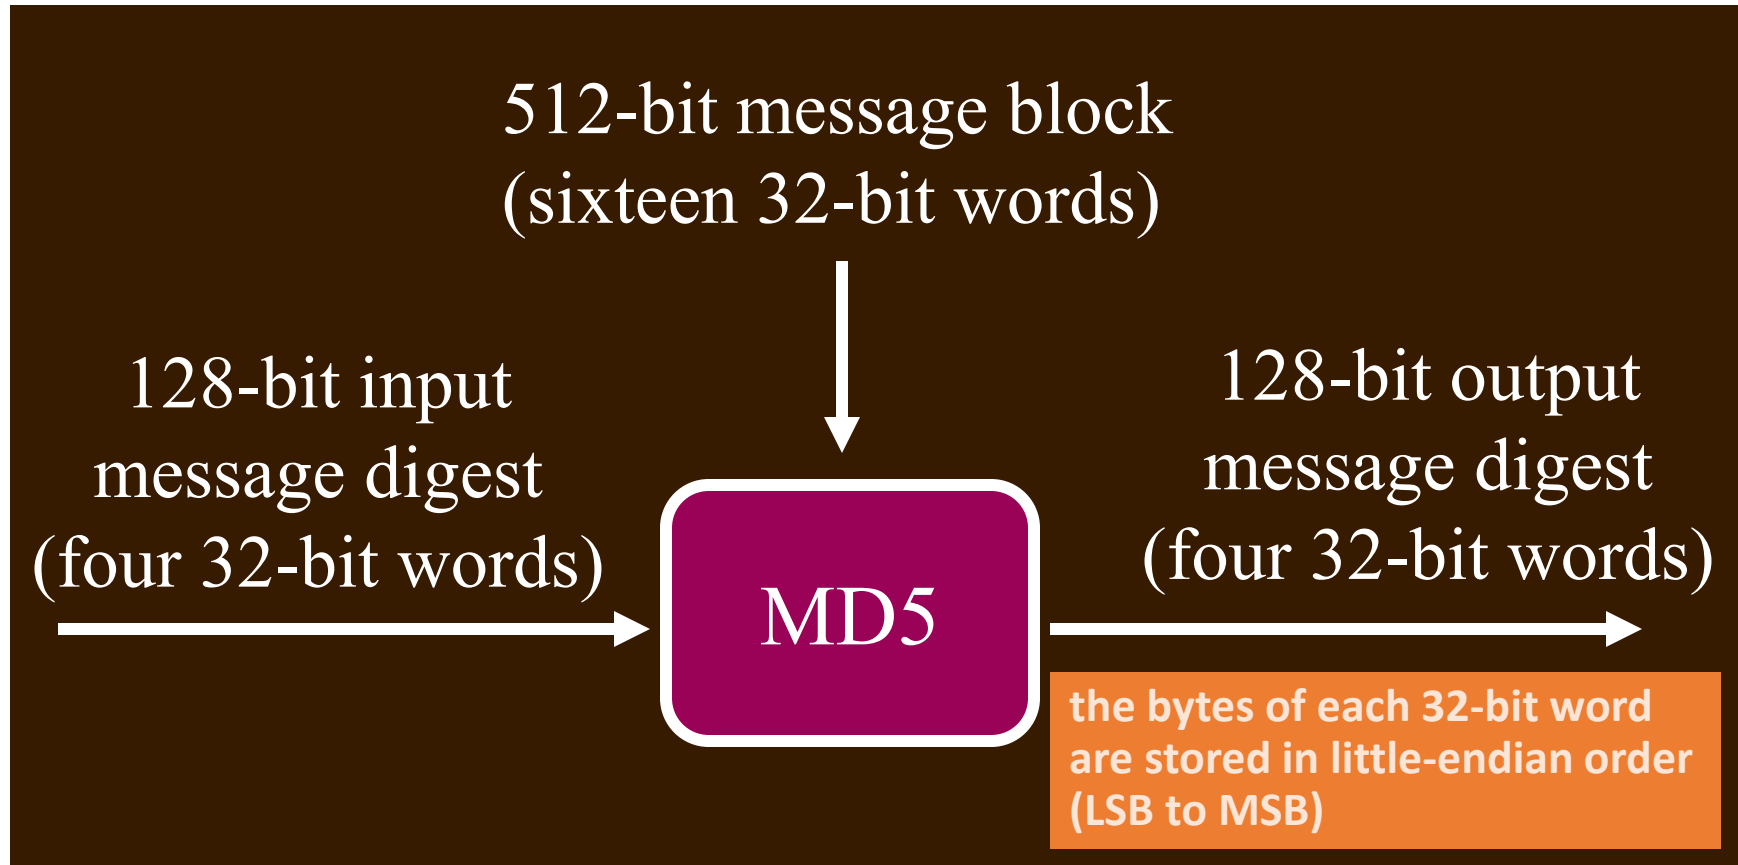 512-bit message block
(sixteen 32-bit words)
128-bit input
message digest
(four 32-bit words)
128-bit output
message digest
(four 32-bit words)
MD5
the bytes of each 32-bit word
are stored in little-endian order
(LSB to MSB)